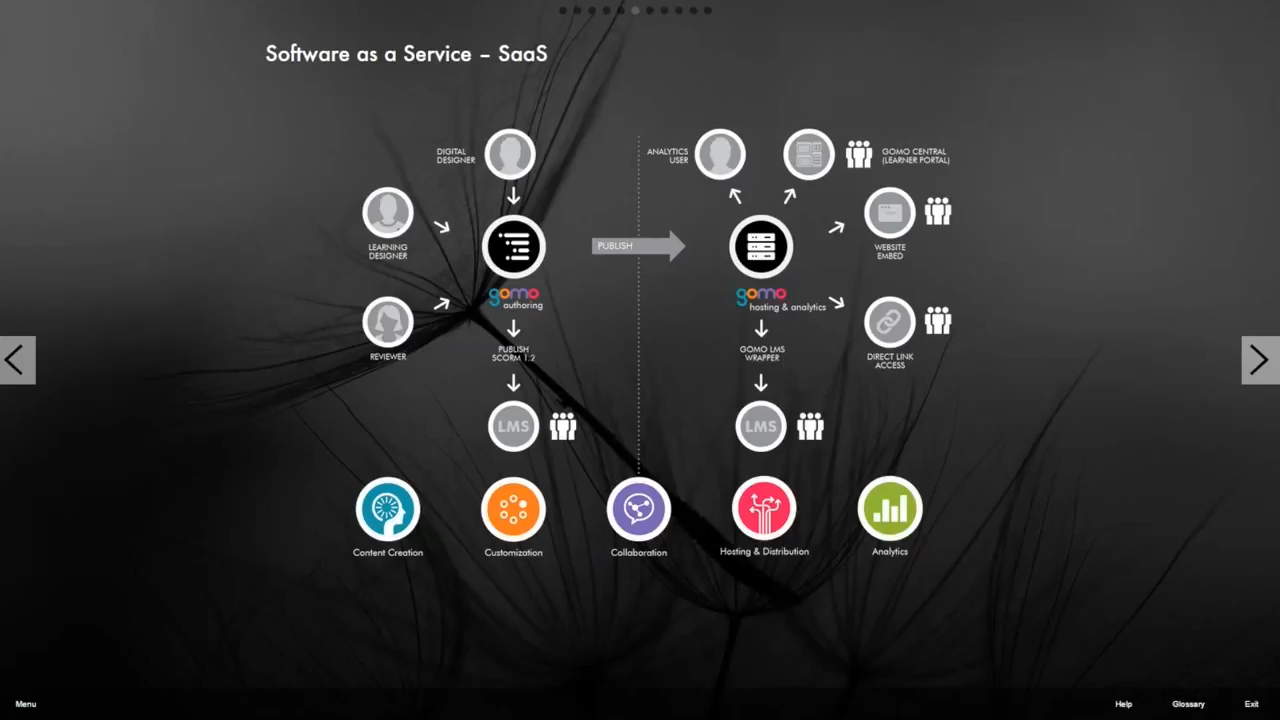 Software as a Service – SaaS
DIGITAL
DESIGNER
ANALYTICS
USER
GOMO CENTRAL
(LEARNER PORTAL)
LEARNING
DESIGNER
PUBLISH
WEBSITE
EMBED
gomo
authoring
gomo
hosting & analytics
REVIEWER
PUBLISH
SCORM 1.2
GOMO LMS
WRAPPER
DIRECT LINK
ACCESS
LMS
LMS
Content Creation
Customization
Collaboration
Hosting & Distribution
Analytics
Menu
Help
Glossary
Exit